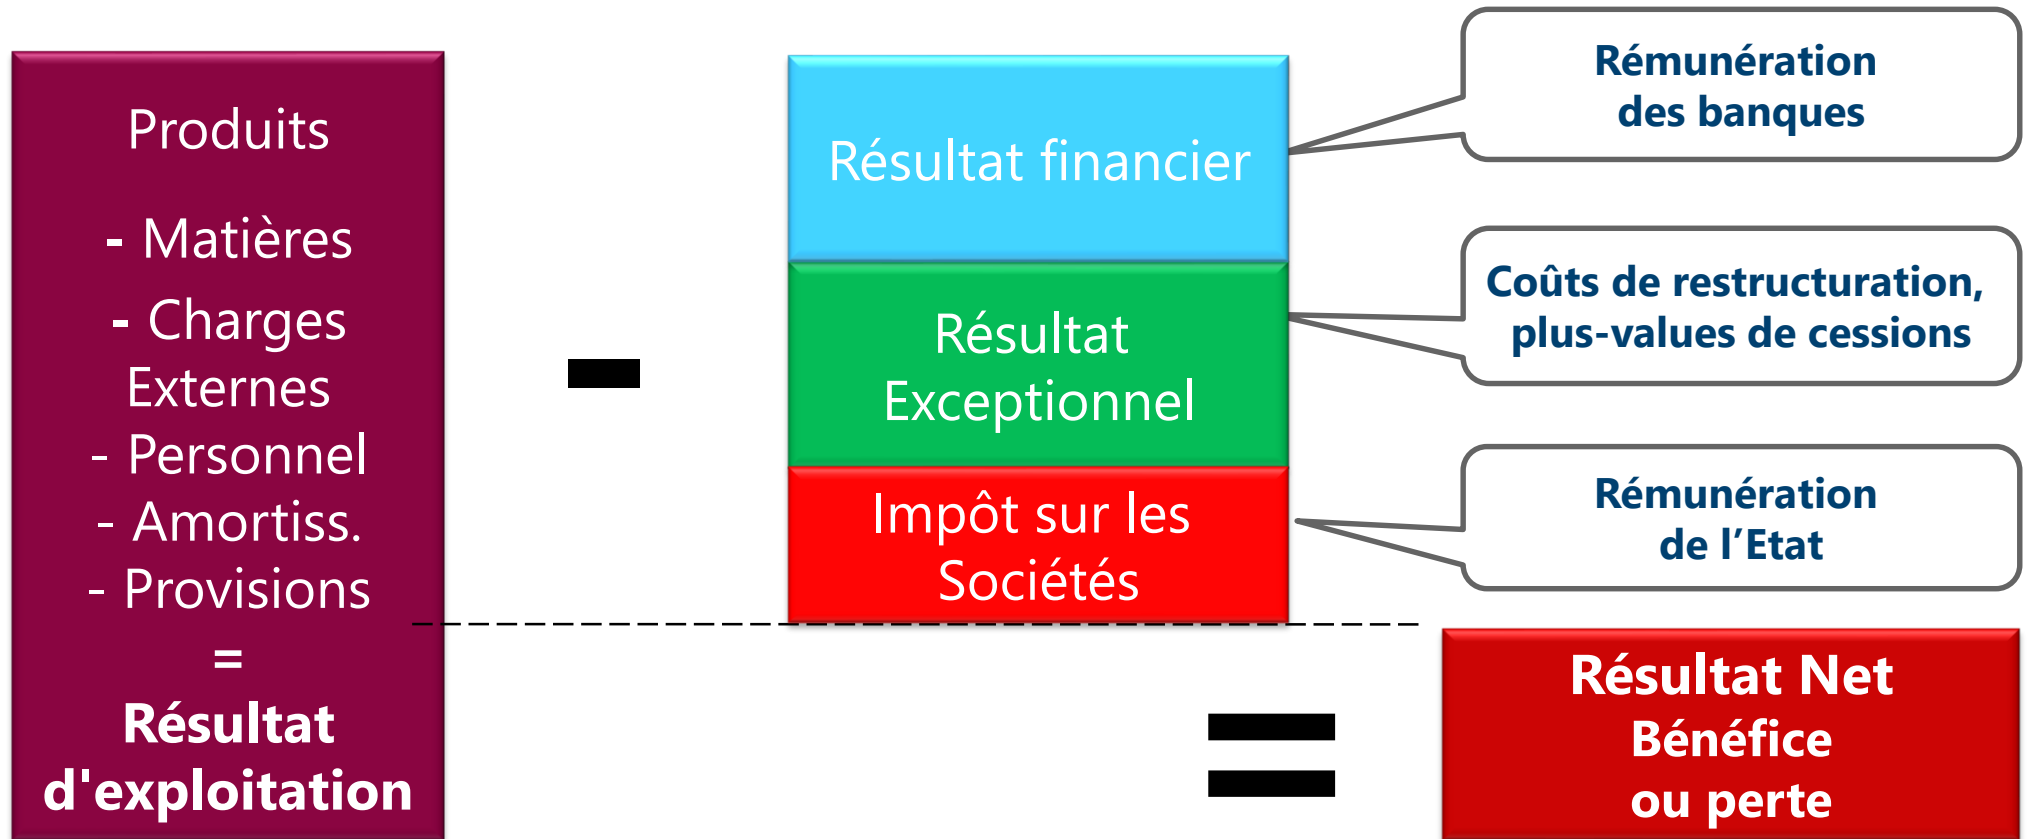 Produits
- Matières
- Charges
Externes
- Personnel
- Amortiss.
- Provisions
=
Résultat
d'exploitation
-
Résultat financier
Résultat
Exceptionnel
Impôt sur les
Sociétés
Rémunération
des banques
Coûts de restructuration,
plus-values de cessions
Rémunération
de l’Etat
=
Résultat Net
Bénéfice
ou perte